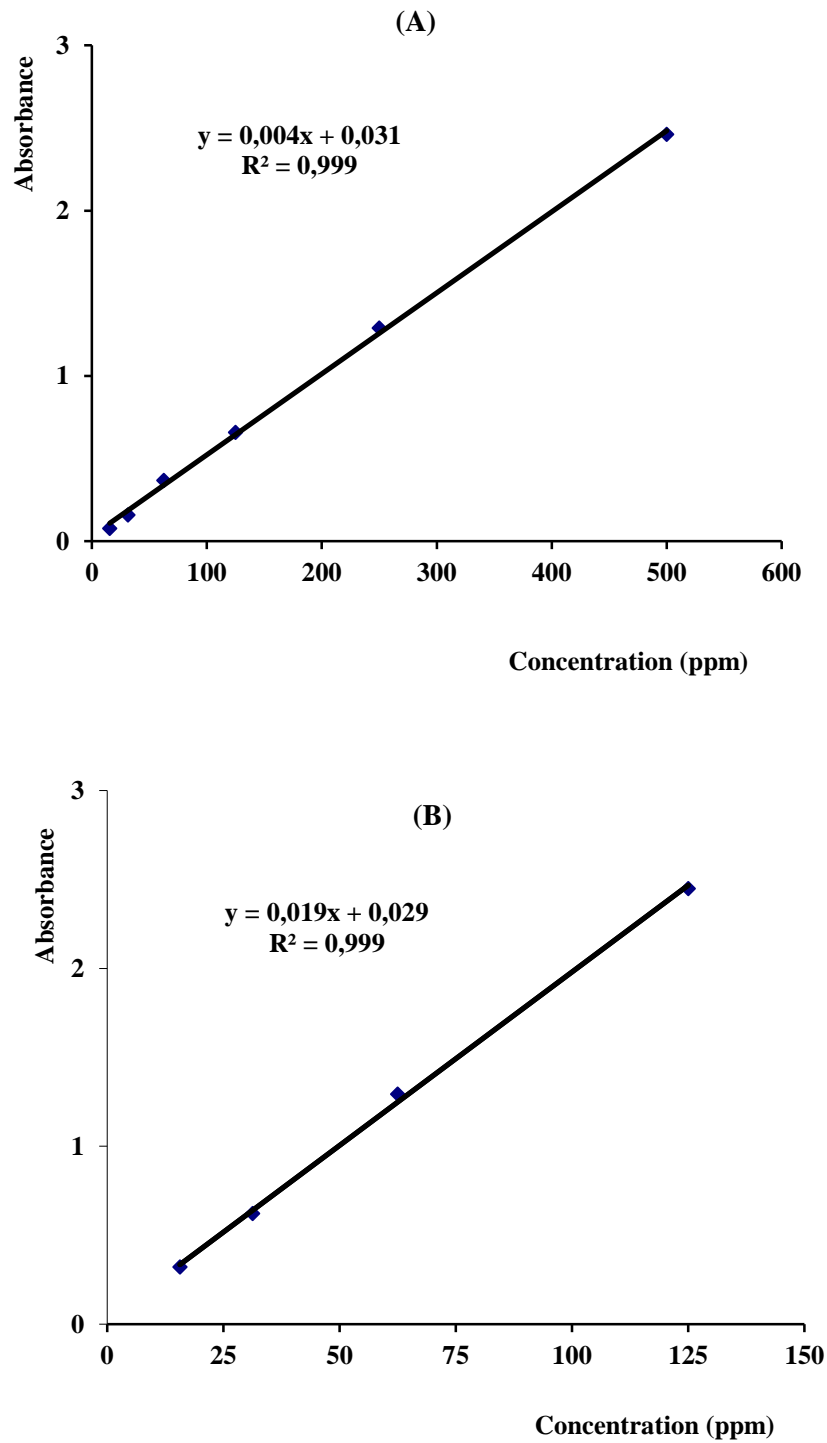 (A)
3
Absorbance
y = 0,004x + 0,031
R² = 0,999
2
1
0
0 100 200 300 400 500 600
Concentration (ppm)
3
(B)
Absorbance
y = 0,019x + 0,029
R² = 0,999
2
1
0
0 25 50 75 100 125 150
Concentration (ppm)